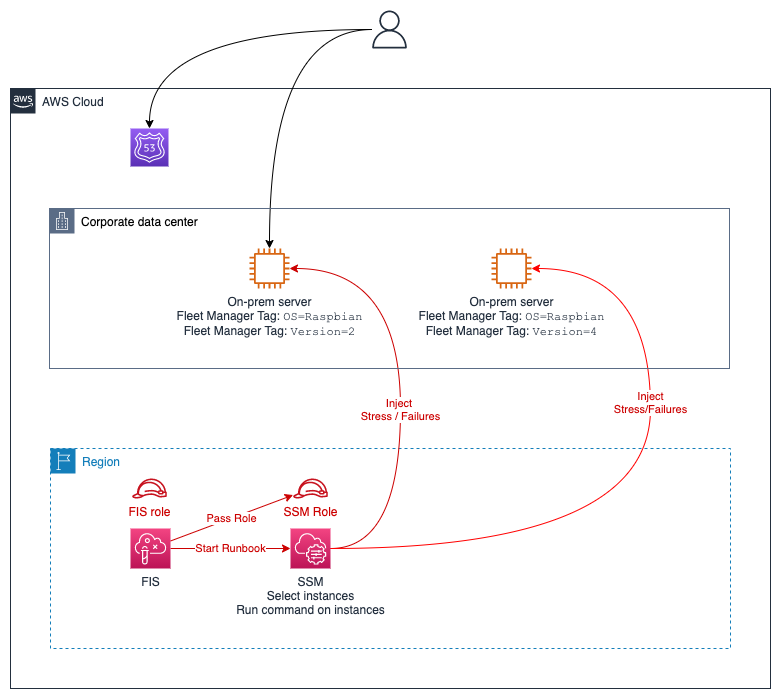 aws
AWS Cloud
53
Corporate data center
On-prem server
Fleet Manager Tag: OS=Raspbian
Fleet Manager Tag: Version=2
On-prem server
Fleet Manager Tag: OS=Raspbian
Fleet Manager Tag: Version=4
Inject
Stress / Failures
Inject
Stress/Failures
Region
FIS role
Pass Role
SSM Role
Start Runbook
FIS
SSM
Select instances
Run command on instances